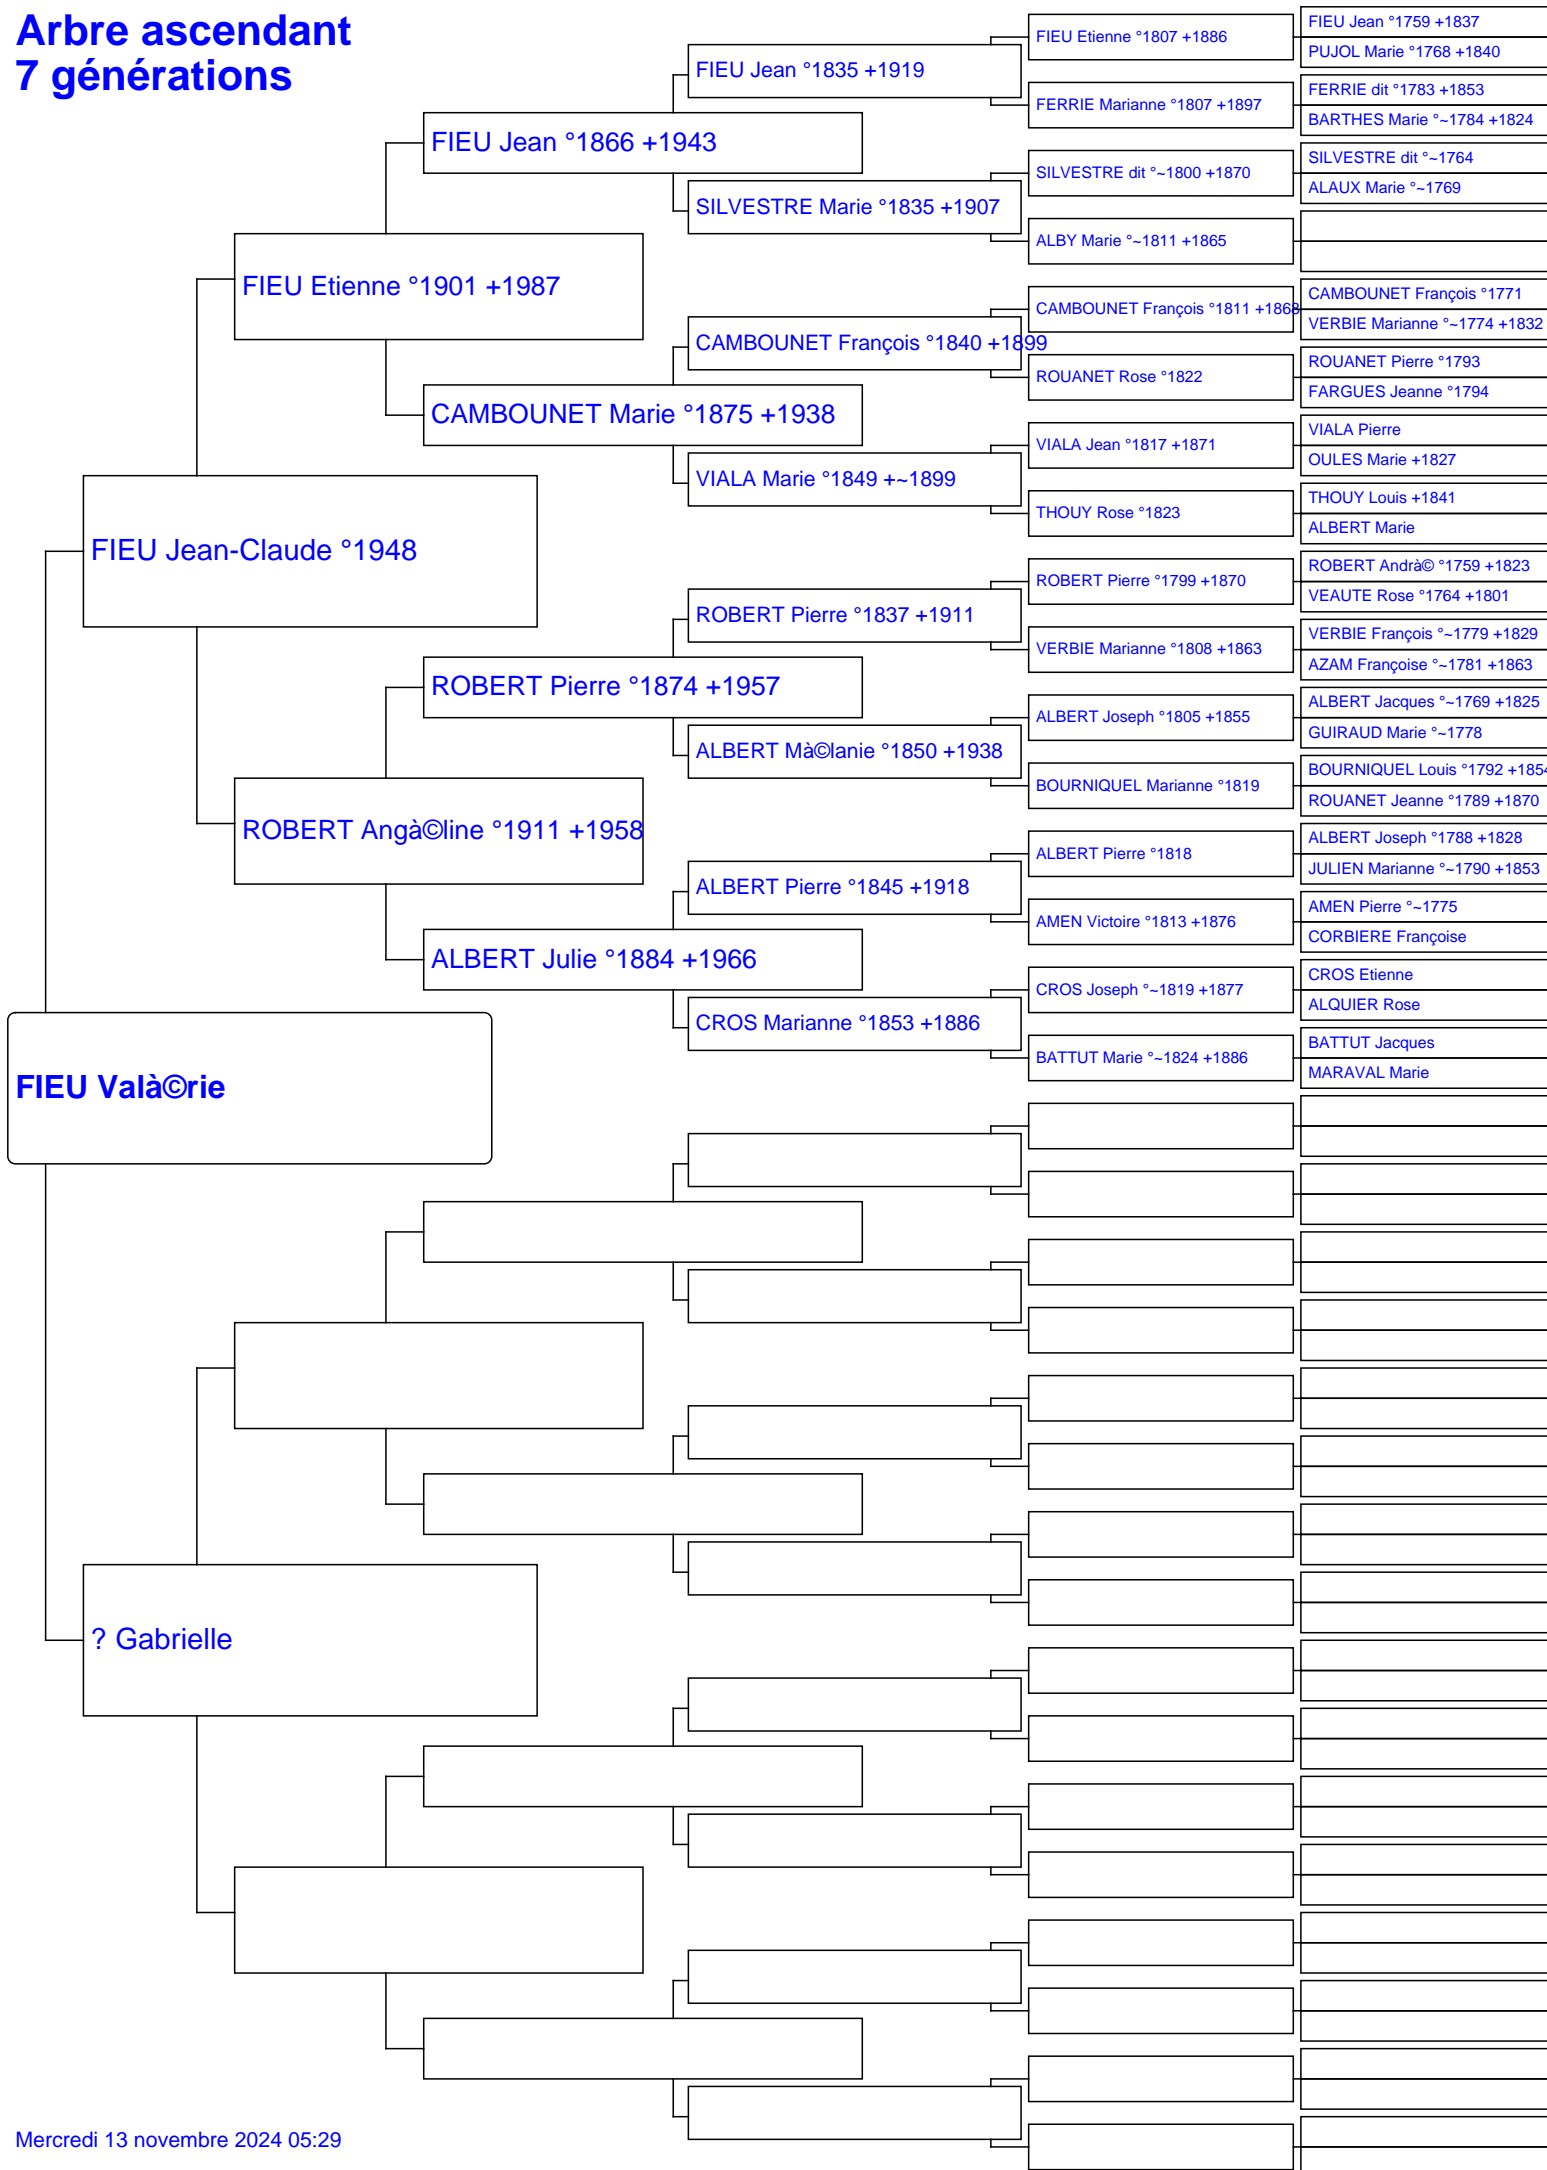 Arbre ascendant
7 générations
FIEU Valà©rie
FIEU Jean-Claude °1948
? Gabrielle
FIEU Etienne °1901 +1987
ROBERT Angà©line °1911 +1958
FIEU Jean °1866 +1943
CAMBOUNET Marie °1875 +1938
ROBERT Pierre °1874 +1957
ALBERT Julie °1884 +1966
FIEU Jean °1835 +1919
SILVESTRE Marie °1835 +1907
CAMBOUNET François °1840 +1899
VIALA Marie °1849 +~1899
ROBERT Pierre °1837 +1911
ALBERT Mà©lanie °1850 +1938
ALBERT Pierre °1845 +1918
CROS Marianne °1853 +1886
FIEU Etienne °1807 +1886
FERRIE Marianne °1807 +1897
SILVESTRE dit °~1800 +1870
ALBY Marie °~1811 +1865
CAMBOUNET François °1811 +1868
ROUANET Rose °1822
VIALA Jean °1817 +1871
THOUY Rose °1823
ROBERT Pierre °1799 +1870
VERBIE Marianne °1808 +1863
ALBERT Joseph °1805 +1855
BOURNIQUEL Marianne °1819
ALBERT Pierre °1818
AMEN Victoire °1813 +1876
CROS Joseph °~1819 +1877
BATTUT Marie °~1824 +1886
FIEU Jean °1759 +1837
PUJOL Marie °1768 +1840
FERRIE dit °1783 +1853
BARTHES Marie °~1784 +1824
SILVESTRE dit °~1764
ALAUX Marie °~1769
CAMBOUNET François °1771
VERBIE Marianne °~1774 +1832
ROUANET Pierre °1793
FARGUES Jeanne °1794
VIALA Pierre
OULES Marie +1827
THOUY Louis +1841
ALBERT Marie
ROBERT Andrà© °1759 +1823
VEAUTE Rose °1764 +1801
VERBIE François °~1779 +1829
AZAM Françoise °~1781 +1863
ALBERT Jacques °~1769 +1825
GUIRAUD Marie °~1778
BOURNIQUEL Louis °1792 +1854
ROUANET Jeanne °1789 +1870
ALBERT Joseph °1788 +1828
JULIEN Marianne °~1790 +1853
AMEN Pierre °~1775
CORBIERE Françoise
CROS Etienne
ALQUIER Rose
BATTUT Jacques
MARAVAL Marie
Mercredi 13 novembre 2024 05:29